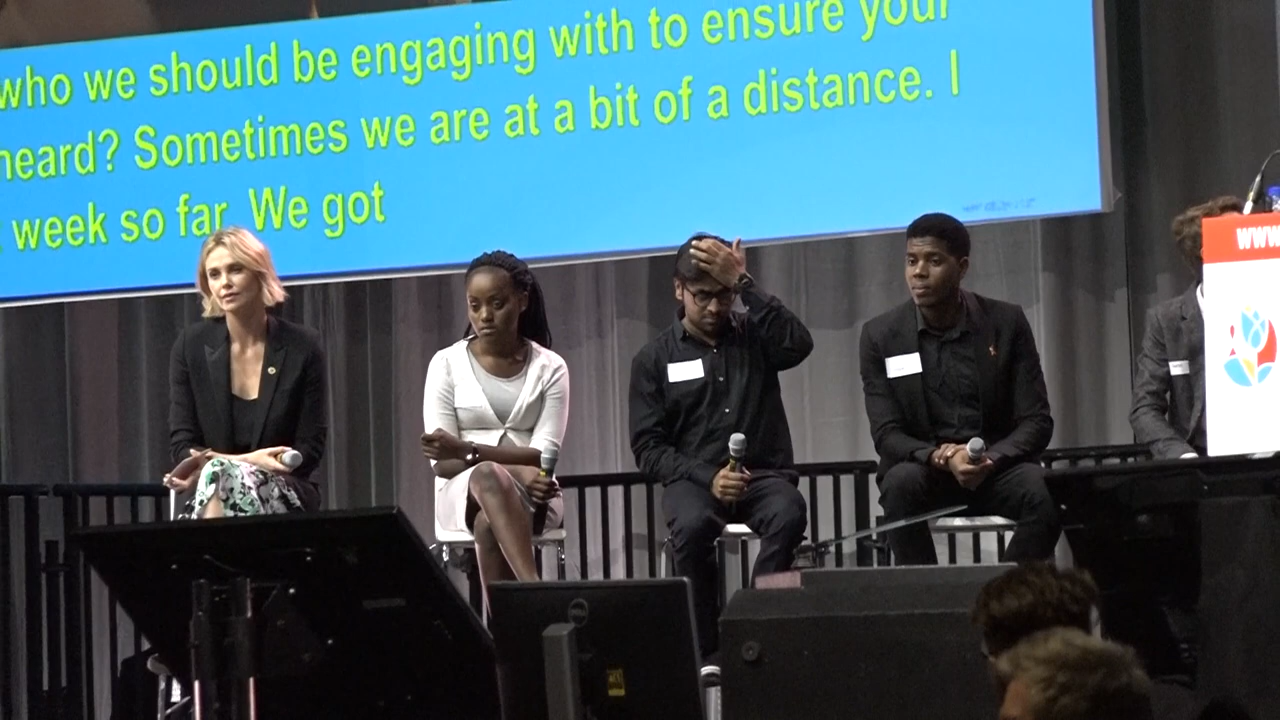 who we should be engaging with to ensure your
heard? Sometimes we are at a bit of a distance. I
week so far. We got
www.
DELL